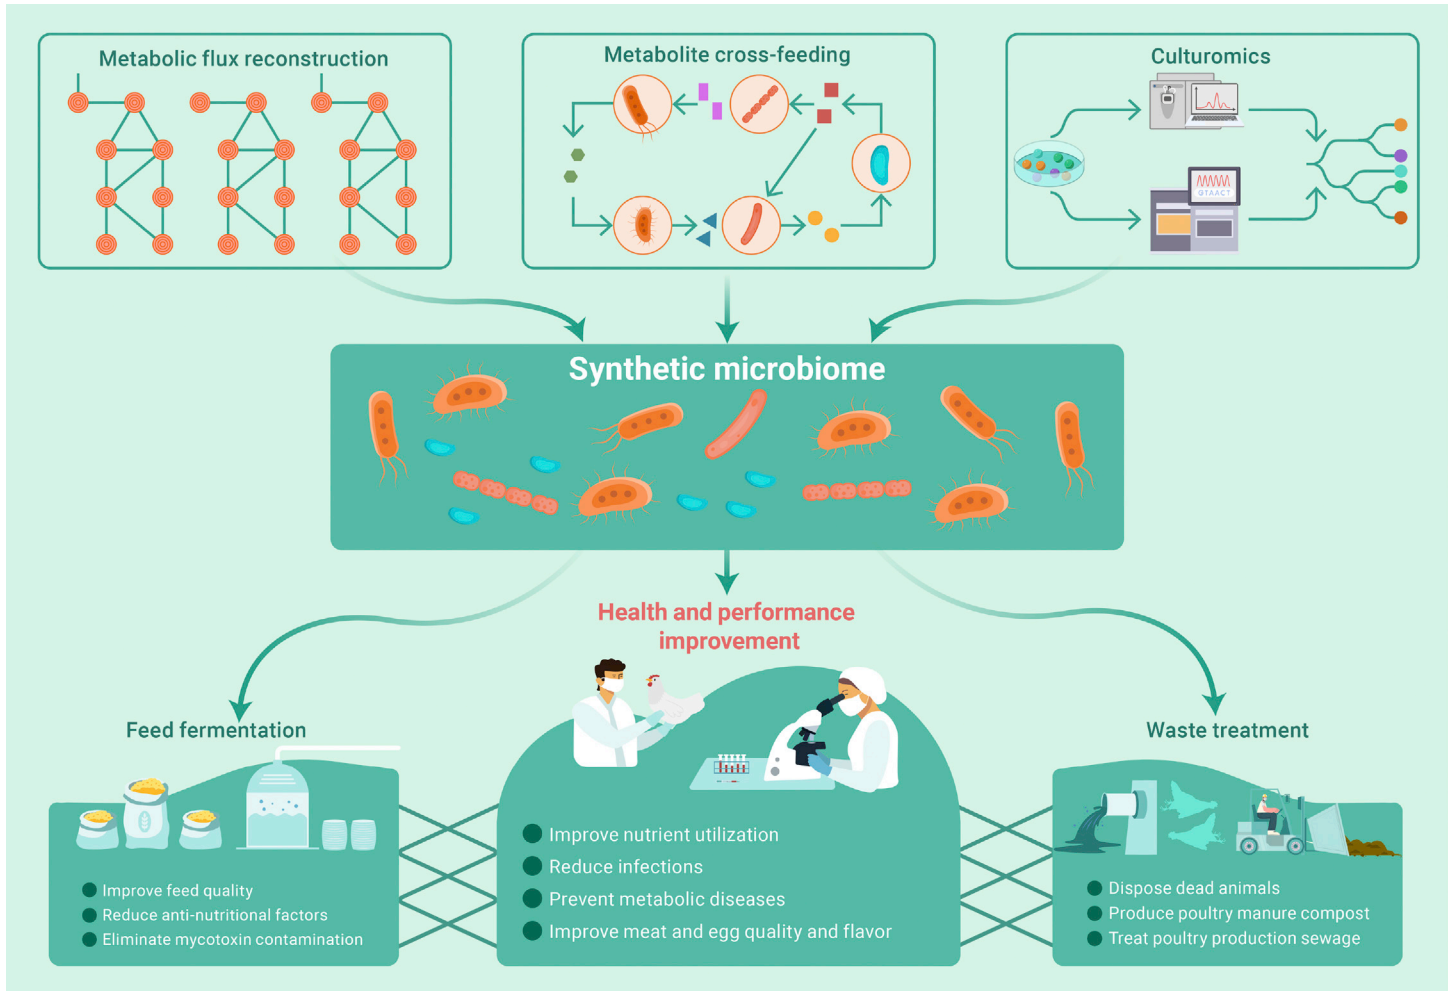 Metabolic flux reconstruction
Metabolite cross-feeding
Culturomics
GTAACT
Synthetic microbiome
Health and performance
improvement
Feed fermentation
Waste treatment
Improve feed quality
Reduce anti-nutritional factors
Eliminate mycotoxin contamination
Improve nutrient utilization
Reduce infections
Prevent metabolic diseases
Improve meat and egg quality and flavor
Dispose dead animals
Produce poultry manure compost
Treat poultry production sewage